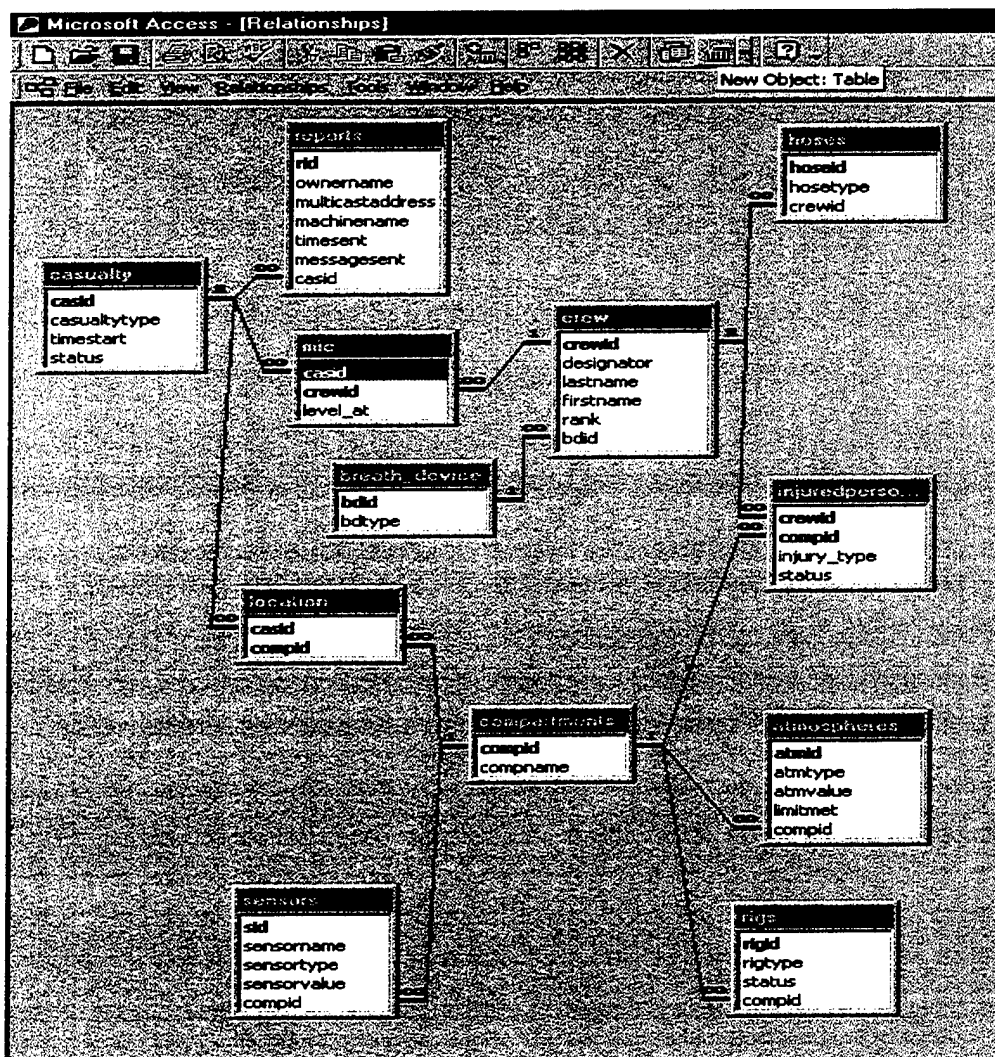 Microsoft Access - [Relationships]
File Edit View Relationships Tools Window Help
New Object: Table
reports
rid
ownername
multicastaddress
machinename
timesent
messagesent
casid
hoses
hoseid
hosetype
crewid
casualty
casid
casualtytype
timestart
status
mic
casid
crewid
level_at
crew
crewid
designator
lastname
firstname
rank
bdid
breath_device
bdid
bdtype
injuredperso...
crewid
compid
injury_type
status
location
casid
compid
compartments
compid
compname
atmospheres
atmid
atmtype
atmvalue
limitmet
compid
sensors
sid
sensorname
sensortype
sensorvalue
compid
rigs
rigid
rigtype
status
compid